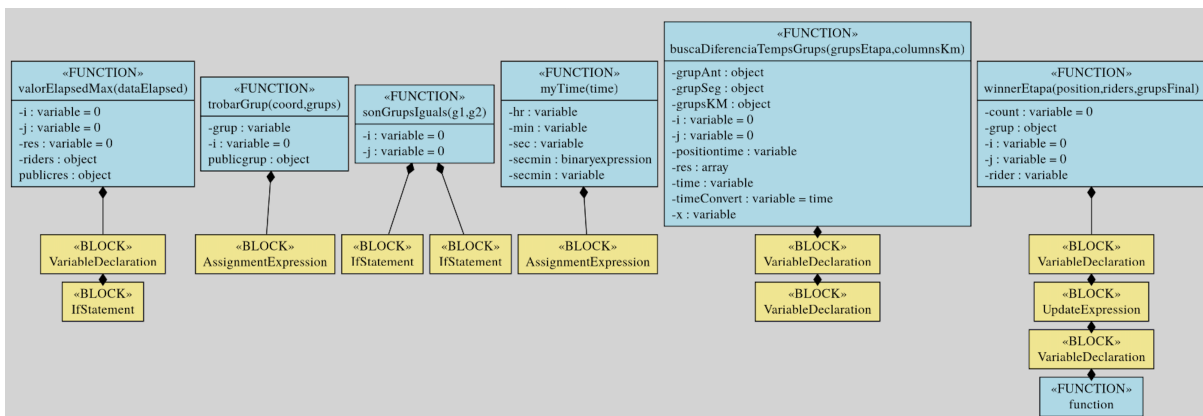 «FUNCTION»
valorElapsedMax(dataElapsed)
-i : variable = 0
-j : variable = 0
-res : variable = 0
-riders : object
publicres : object
«BLOCK»
VariableDeclaration
«BLOCK»
IfStatement
«FUNCTION»
trobarGrup(coord,grups)
-grup : variable
-i : variable = 0
publicgrup : object
«BLOCK»
AssignmentExpression
«FUNCTION»
sonGrupsIguals(g1,g2)
-i : variable = 0
-j : variable = 0
«BLOCK»
IfStatement
«BLOCK»
IfStatement
«FUNCTION»
myTime(time)
-hr : variable
-min : variable
-sec : variable
-secmin : binaryexpression
-secmin : variable
«BLOCK»
AssignmentExpression
«FUNCTION»
buscaDiferenciaTempsGrups(grupsEtapa,columnsKm)
-grupAnt : object
-grupSeg : object
-grupsKM : object
-i : variable = 0
-j : variable = 0
-positiontime : variable
-res : array
-time : variable
-timeConvert : variable = time
-x : variable
«BLOCK»
VariableDeclaration
«BLOCK»
VariableDeclaration
«FUNCTION»
winnerEtapa(position,riders,grupsFinal)
-count : variable = 0
-grup : object
-i : variable = 0
-j : variable = 0
-rider : variable
«BLOCK»
VariableDeclaration
«BLOCK»
UpdateExpression
«BLOCK»
VariableDeclaration
«FUNCTION»
function